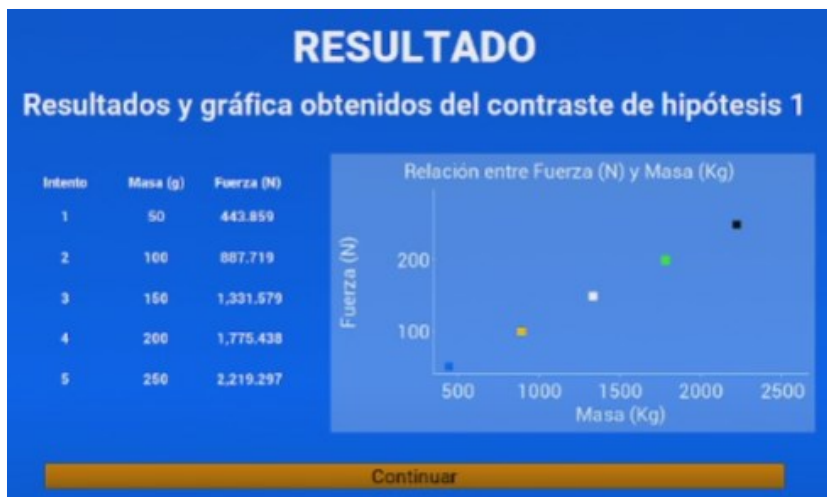 RESULTADO
Resultados y gráfica obtenidos del contraste de hipótesis 1
Intento Masa (g) Fuerza (N)
1 50 443.859
2 100 887.719
3 150 1,331.579
4 200 1,775.438
5 250 2,219.297
Relación entre Fuerza (N) y Masa (Kg)
Fuerza (N)
200
100
500 1000 1500 2000 2500
Masa (Kg)
Continuar